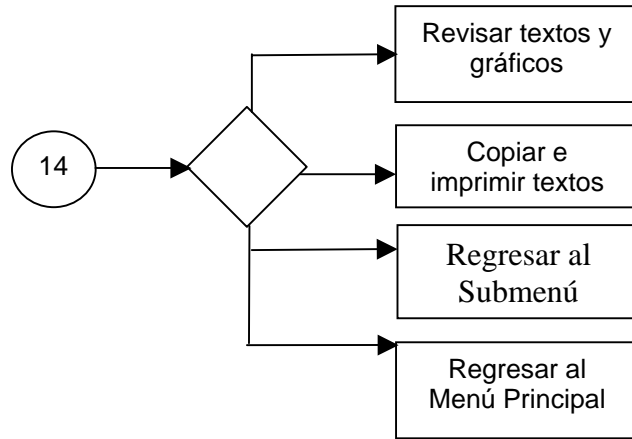 Revisar textos y
gráficos
14
Copiar e
imprimir textos
Regresar al
Submenú
Regresar al
Menú Principal